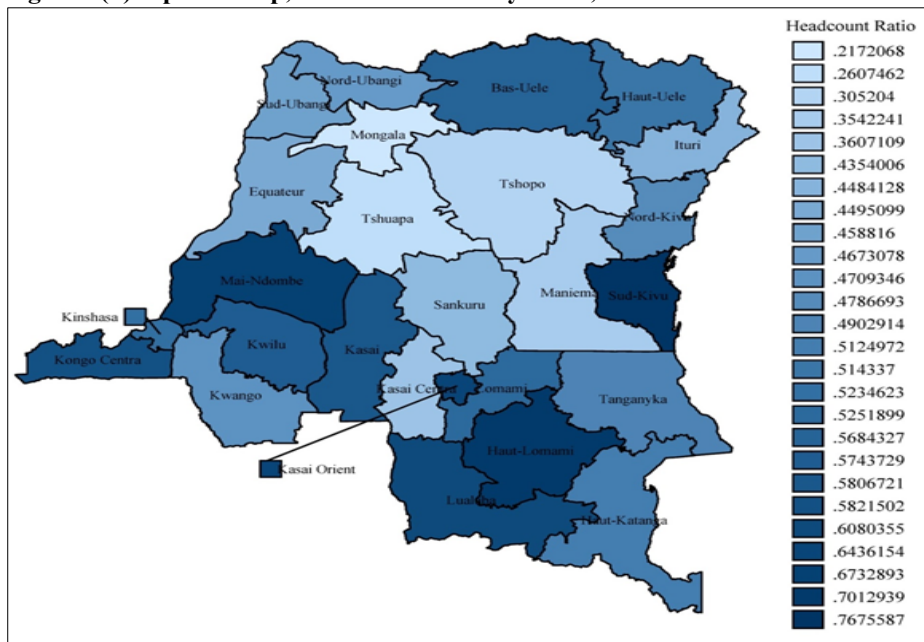 Headcount Ratio
.2172068
.2607462
.305204
.3542241
.3607109
.4354006
.4484128
.4495099
.458816
.4673078
.4709346
.4786693
.4902914
.5124972
.514337
.5234623
.5251899
.5684327
.5743729
.5806721
.5821502
.6080355
.6436154
.6732893
.7012939
.7675587
Nord-Ubangi
Sud-Ubangi
Bas-Uele
Haut-Uele
Mongala
Ituri
Equateur
Tshopo
Tshuapa
Nord-Kivu
Mai-Ndombe
Maniema
Sud-Kivu
Sankuru
Kinshasa
Kwilu
Kasai
Kongo Centra
Kwango
Kasai Centra
Lomami
Tanganyka
Haut-Lomami
Kasai Orient
Lualaba
Haut-Katanga